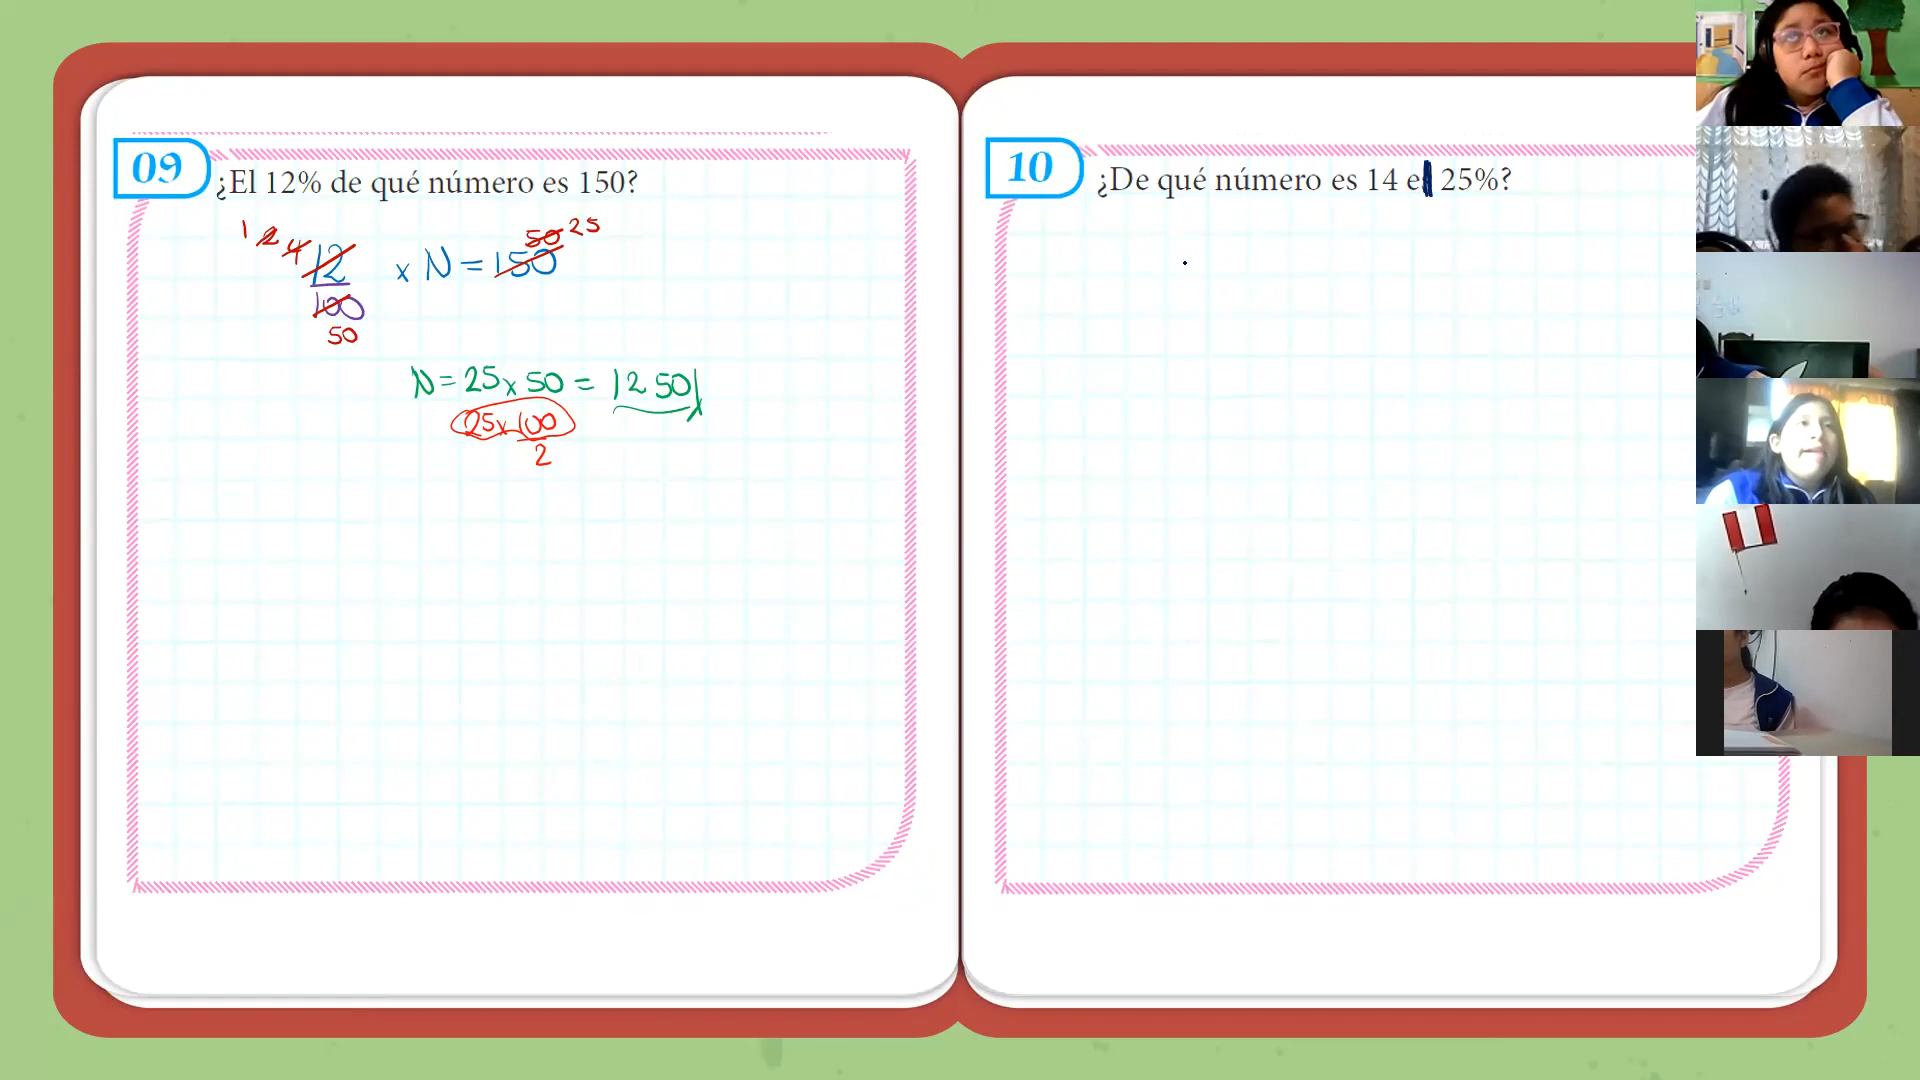 09
¿El 12% de qué número es 150?
1 2 4 50 25
12 x N = 150
100
50
N = 25 x 50 = 1250
25 x 100
2
10
¿De qué número es 14 el 25%?